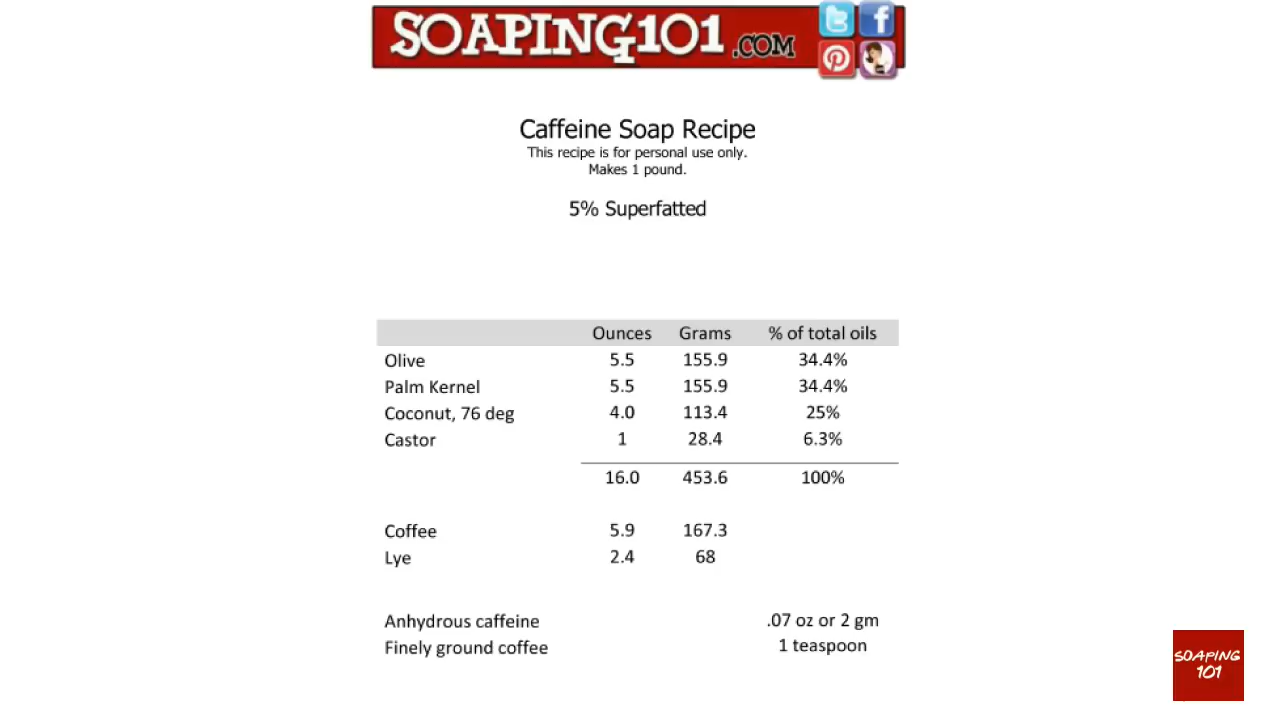 SOAPING101.COM
Caffeine Soap Recipe
This recipe is for personal use only.
Makes 1 pound.
5% Superfatted
Ounces Grams % of total oils
Olive 5.5 155.9 34.4%
Palm Kernel 5.5 155.9 34.4%
Coconut, 76 deg 4.0 113.4 25%
Castor 1 28.4 6.3%
16.0 453.6 100%
Coffee 5.9 167.3
Lye 2.4 68
Anhydrous caffeine .07 oz or 2 gm
Finely ground coffee 1 teaspoon
SOAPING
101